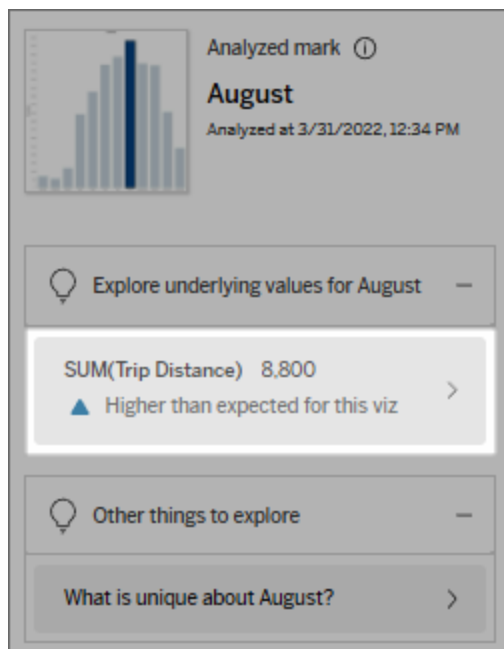 Analyzed mark
August
Analyzed at 3/31/2022, 12:34 PM
Explore underlying values for August
SUM(Trip Distance) 8,800
Higher than expected for this viz
Other things to explore
What is unique about August?